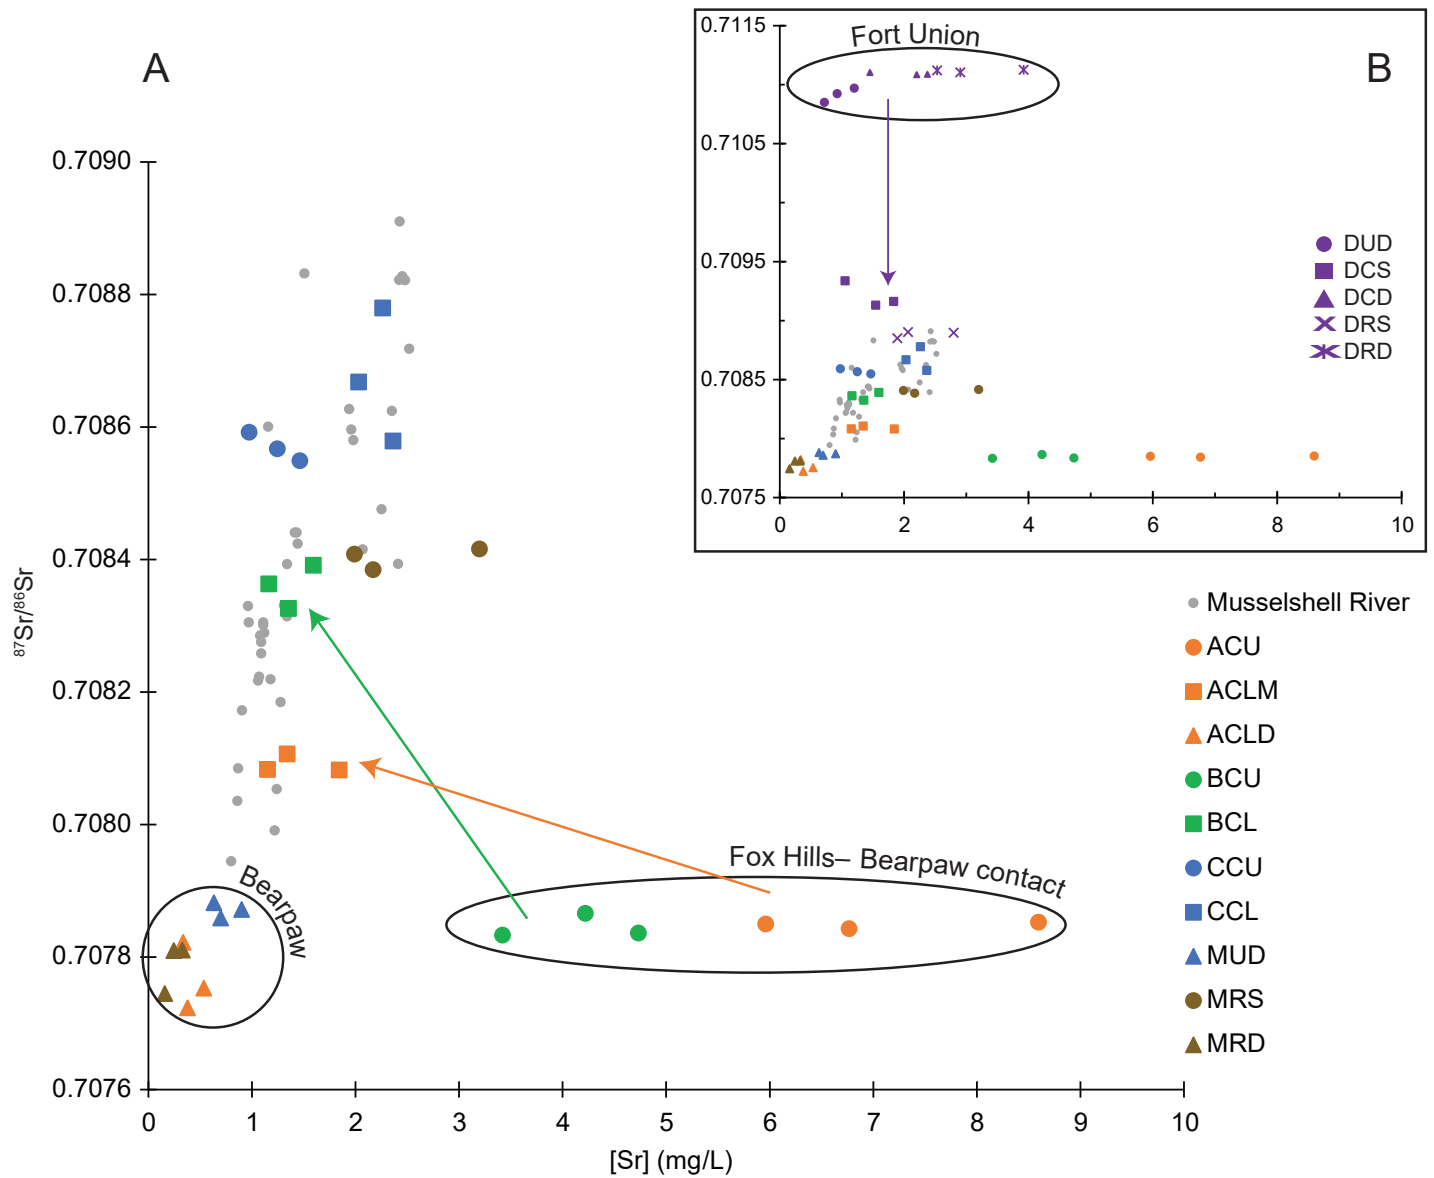 A
0.7090
0.7088
0.7086
0.7084
0.7082
0.7080
0.7078
0.7076
87Sr/86Sr
0 1 2 3 4 5 6 7 8 9 10
[Sr] (mg/L)
Bearpaw
Fox Hills– Bearpaw contact
B
Fort Union
0.7115
0.7105
0.7095
0.7085
0.7075
0 2 4 6 8 10
DUD
DCS
DCD
DRS
DRD
Musselshell River
ACU
ACLM
ACLD
BCU
BCL
CCU
CCL
MUD
MRS
MRD